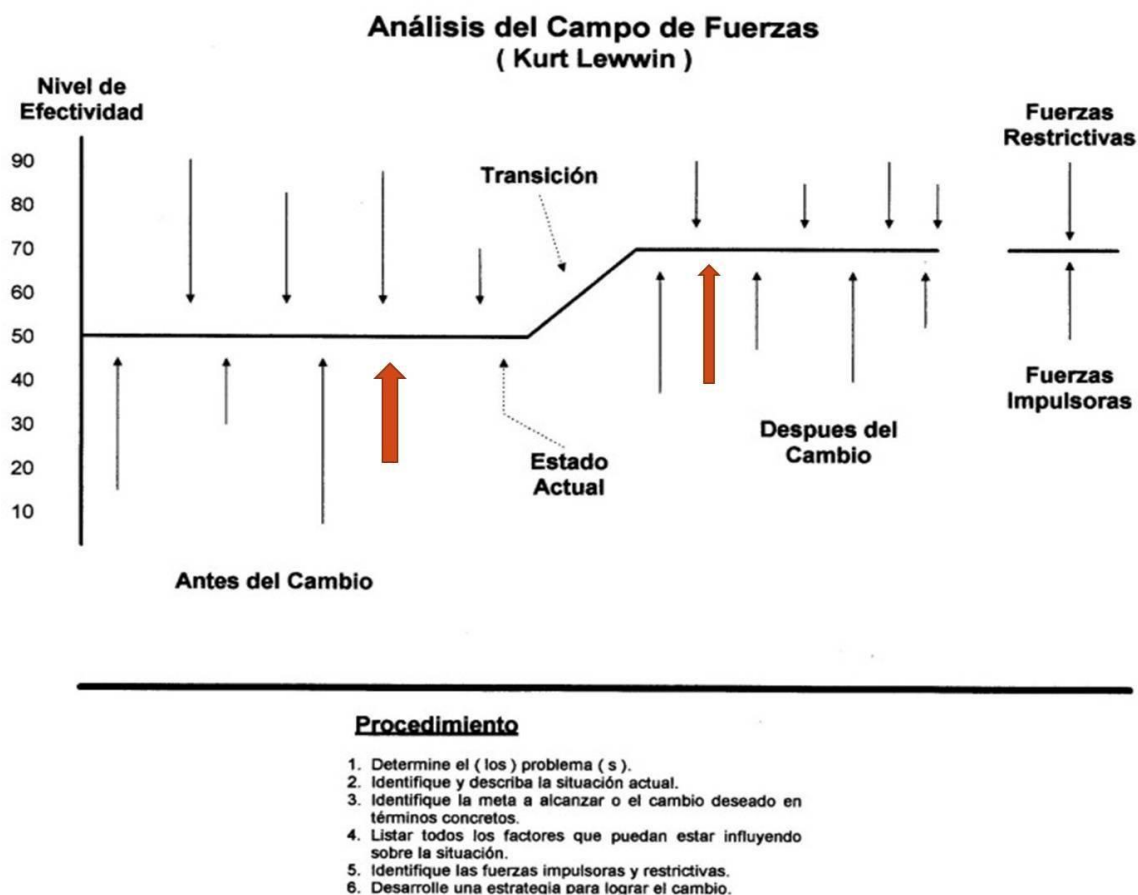 Análisis del Campo de Fuerzas
( Kurt Lewwin )
Nivel de
Efectividad
90
80
70
60
50
40
30
20
10
Transición
Fuerzas
Restrictivas
Fuerzas
Impulsoras
Despues del
Cambio
Estado
Actual
Antes del Cambio
Procedimiento
1. Determine el ( los ) problema ( s ).
2. Identifique y describa la situación actual.
3. Identifique la meta a alcanzar o el cambio deseado en
términos concretos.
4. Listar todos los factores que puedan estar influyendo
sobre la situación.
5. Identifique las fuerzas impulsoras y restrictivas.
6. Desarrolle una estrategia para lograr el cambio.